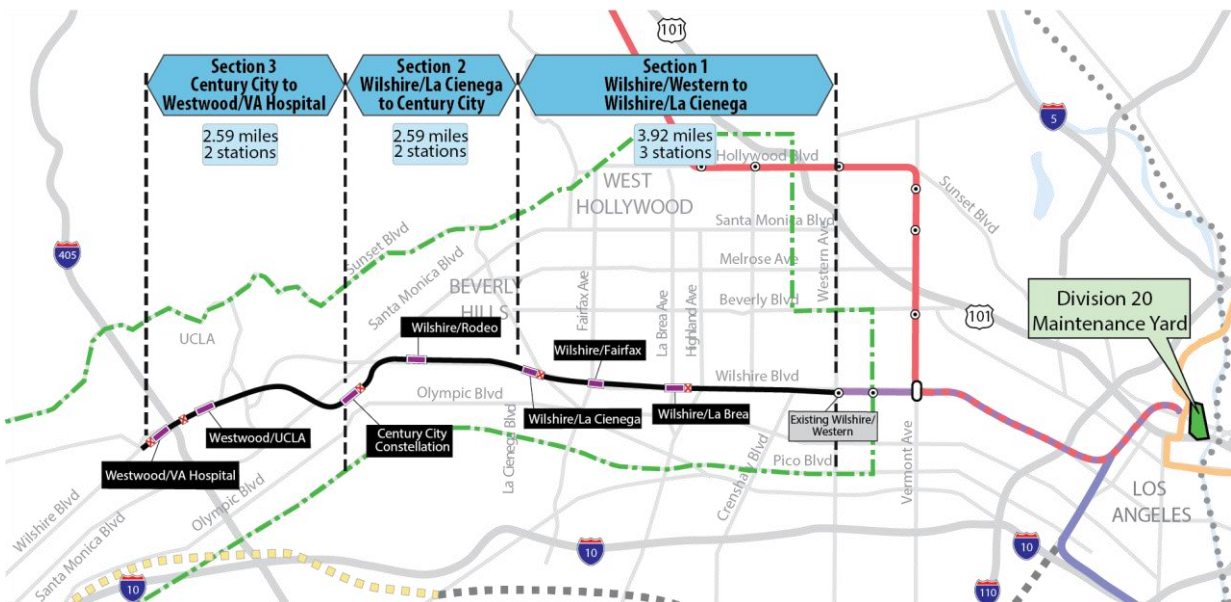 Section 3
Century City to
Westwood/VA Hospital
2.59 miles
2 stations
Section 2
Wilshire/La Cienega
to Century City
2.59 miles
2 stations
Section 1
Wilshire/Western to
Wilshire/La Cienega
3.92 miles
3 stations
101
5
Hollywood Blvd
WEST
HOLLYWOOD
Sunset Blvd
Santa Monica Blvd
Western Ave
Melrose Ave
Sunset Blvd
Santa Monica Blvd
405
BEVERLY
HILLS
Fairfax Ave
La Brea Ave
Highland Ave
Beverly Blvd
101
Division 20
Maintenance Yard
UCLA
Wilshire/Rodeo
Wilshire/Fairfax
Wilshire Blvd
Olympic Blvd
Wilshire/La Cienega
Wilshire/La Brea
Existing Wilshire/
Western
Westwood/UCLA
Century City
Constellation
Westwood/VA Hospital
La Cienege Blvd
Crenshaw Blvd
Pico Blvd
Vermont Ave
LOS
ANGELES
Wilshire Blvd
Santa Monica Blvd
Olympic Blvd
10
10
10
110